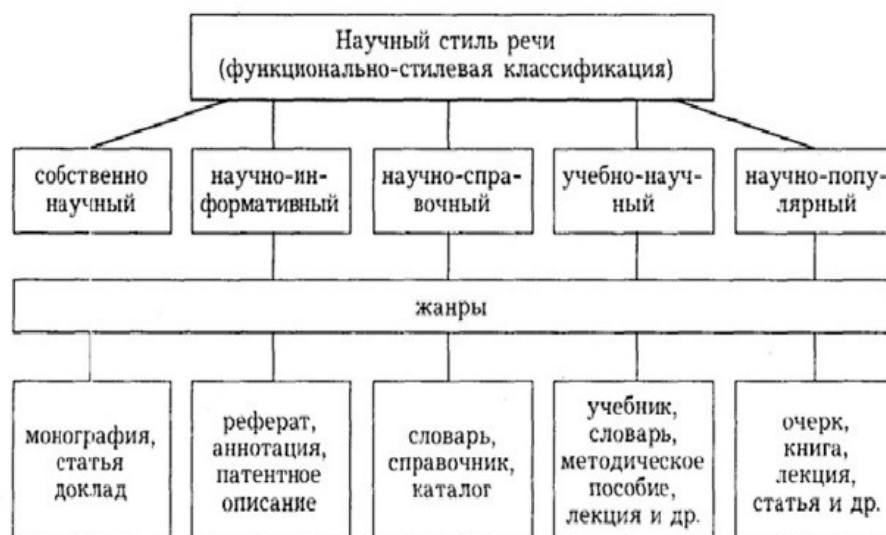 Научный стиль речи
(функционально-стилевая классификация)
собственно
научный
научно-ин-
формативный
научно-спра-
вочный
учебно-науч-
ный
научно-попу-
лярный
жанры
монография,
статья
доклад
реферат,
аннотация,
патентное
описание
словарь,
справочник,
каталог
учебник,
словарь,
методическое
пособие,
лекция и др.
очерк,
книга,
лекция,
статья и др.